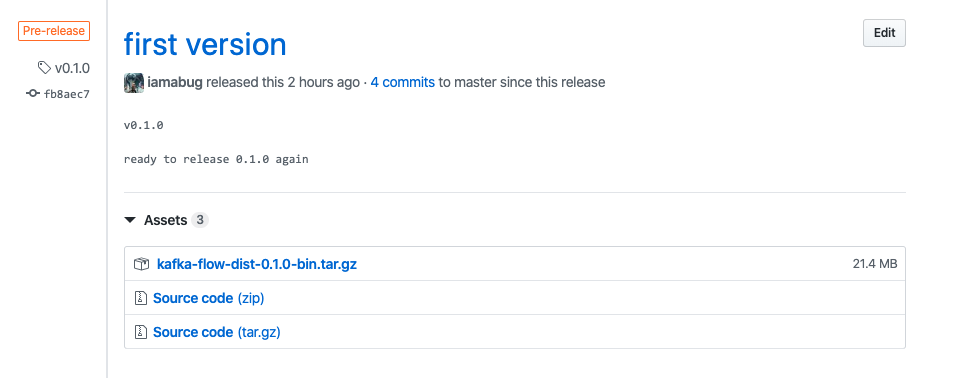 Pre-release
v0.1.0
fb8aec7
first version
Edit
iamabug released this 2 hours ago · 4 commits to master since this release
v0.1.0
ready to release 0.1.0 again
Assets 3
kafka-flow-dist-0.1.0-bin.tar.gz 21.4 MB
Source code (zip)
Source code (tar.gz)